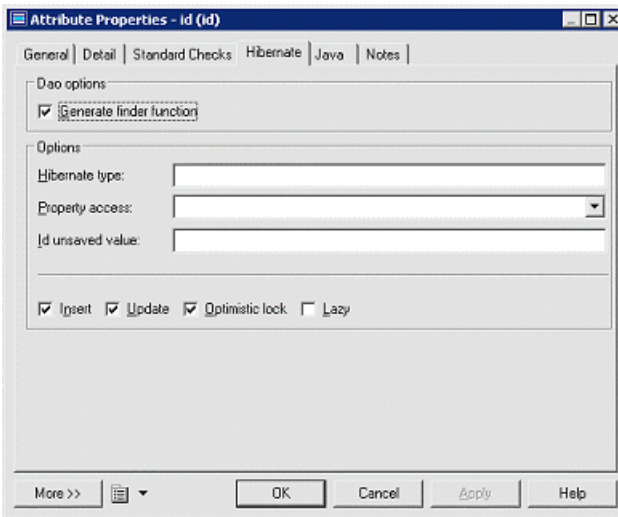 Attribute Properties - id (id)
General Detail Standard Checks Hibernate Java Notes
Dao options
Generate finder function
Options
Hibernate type:
Property access:
Id unsaved value:
Insert Update Optimistic lock Lazy
More >> OK Cancel Apply Help